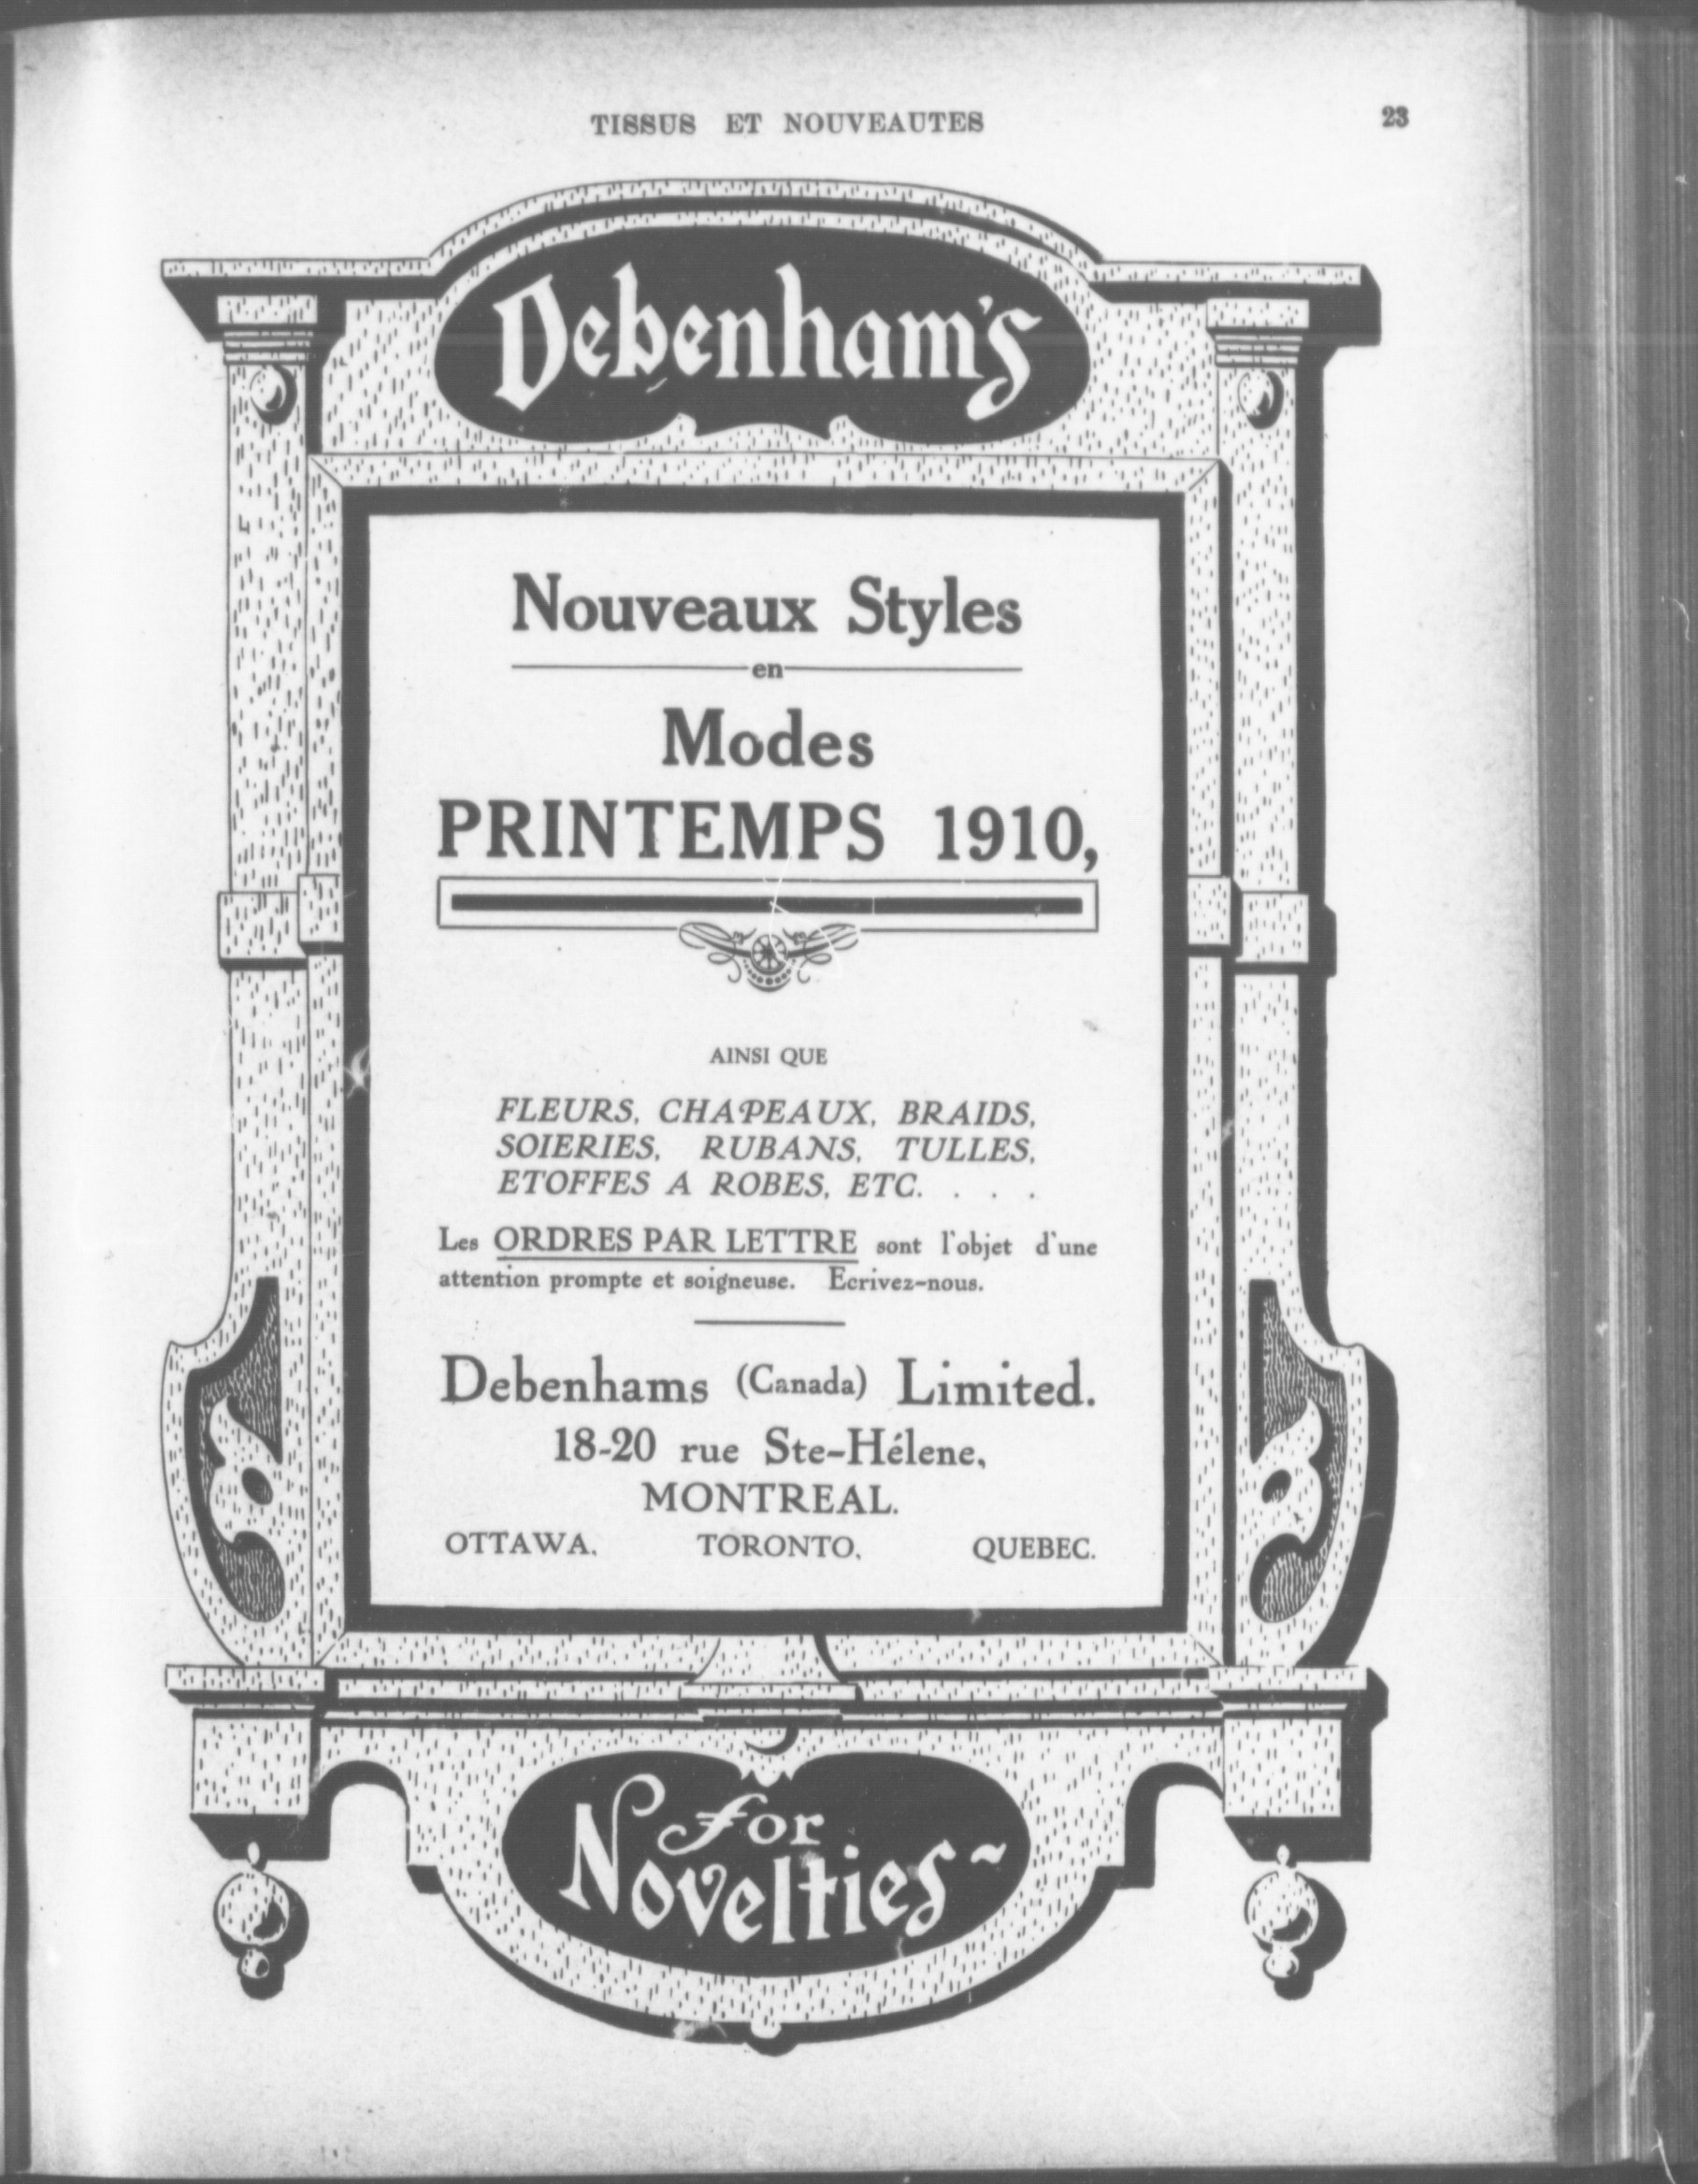 TISSUS ET NOUVEAUTES
23
Debenham's
Nouveaux Styles
en
Modes
PRINTEMPS 1910,
AINSI QUE
FLEURS, CHAPEAUX, BRAIDS,
SOIERIES, RUBANS, TULLES,
ETOFFES A ROBES, ETC. . . .
Les ORDRES PAR LETTRE sont l'objet d'une
attention prompte et soigneuse. Ecrivez-nous.
Debenhams (Canada) Limited.
18-20 rue Ste-Hélene,
MONTREAL.
OTTAWA. TORONTO. QUEBEC.
for
Novelties~